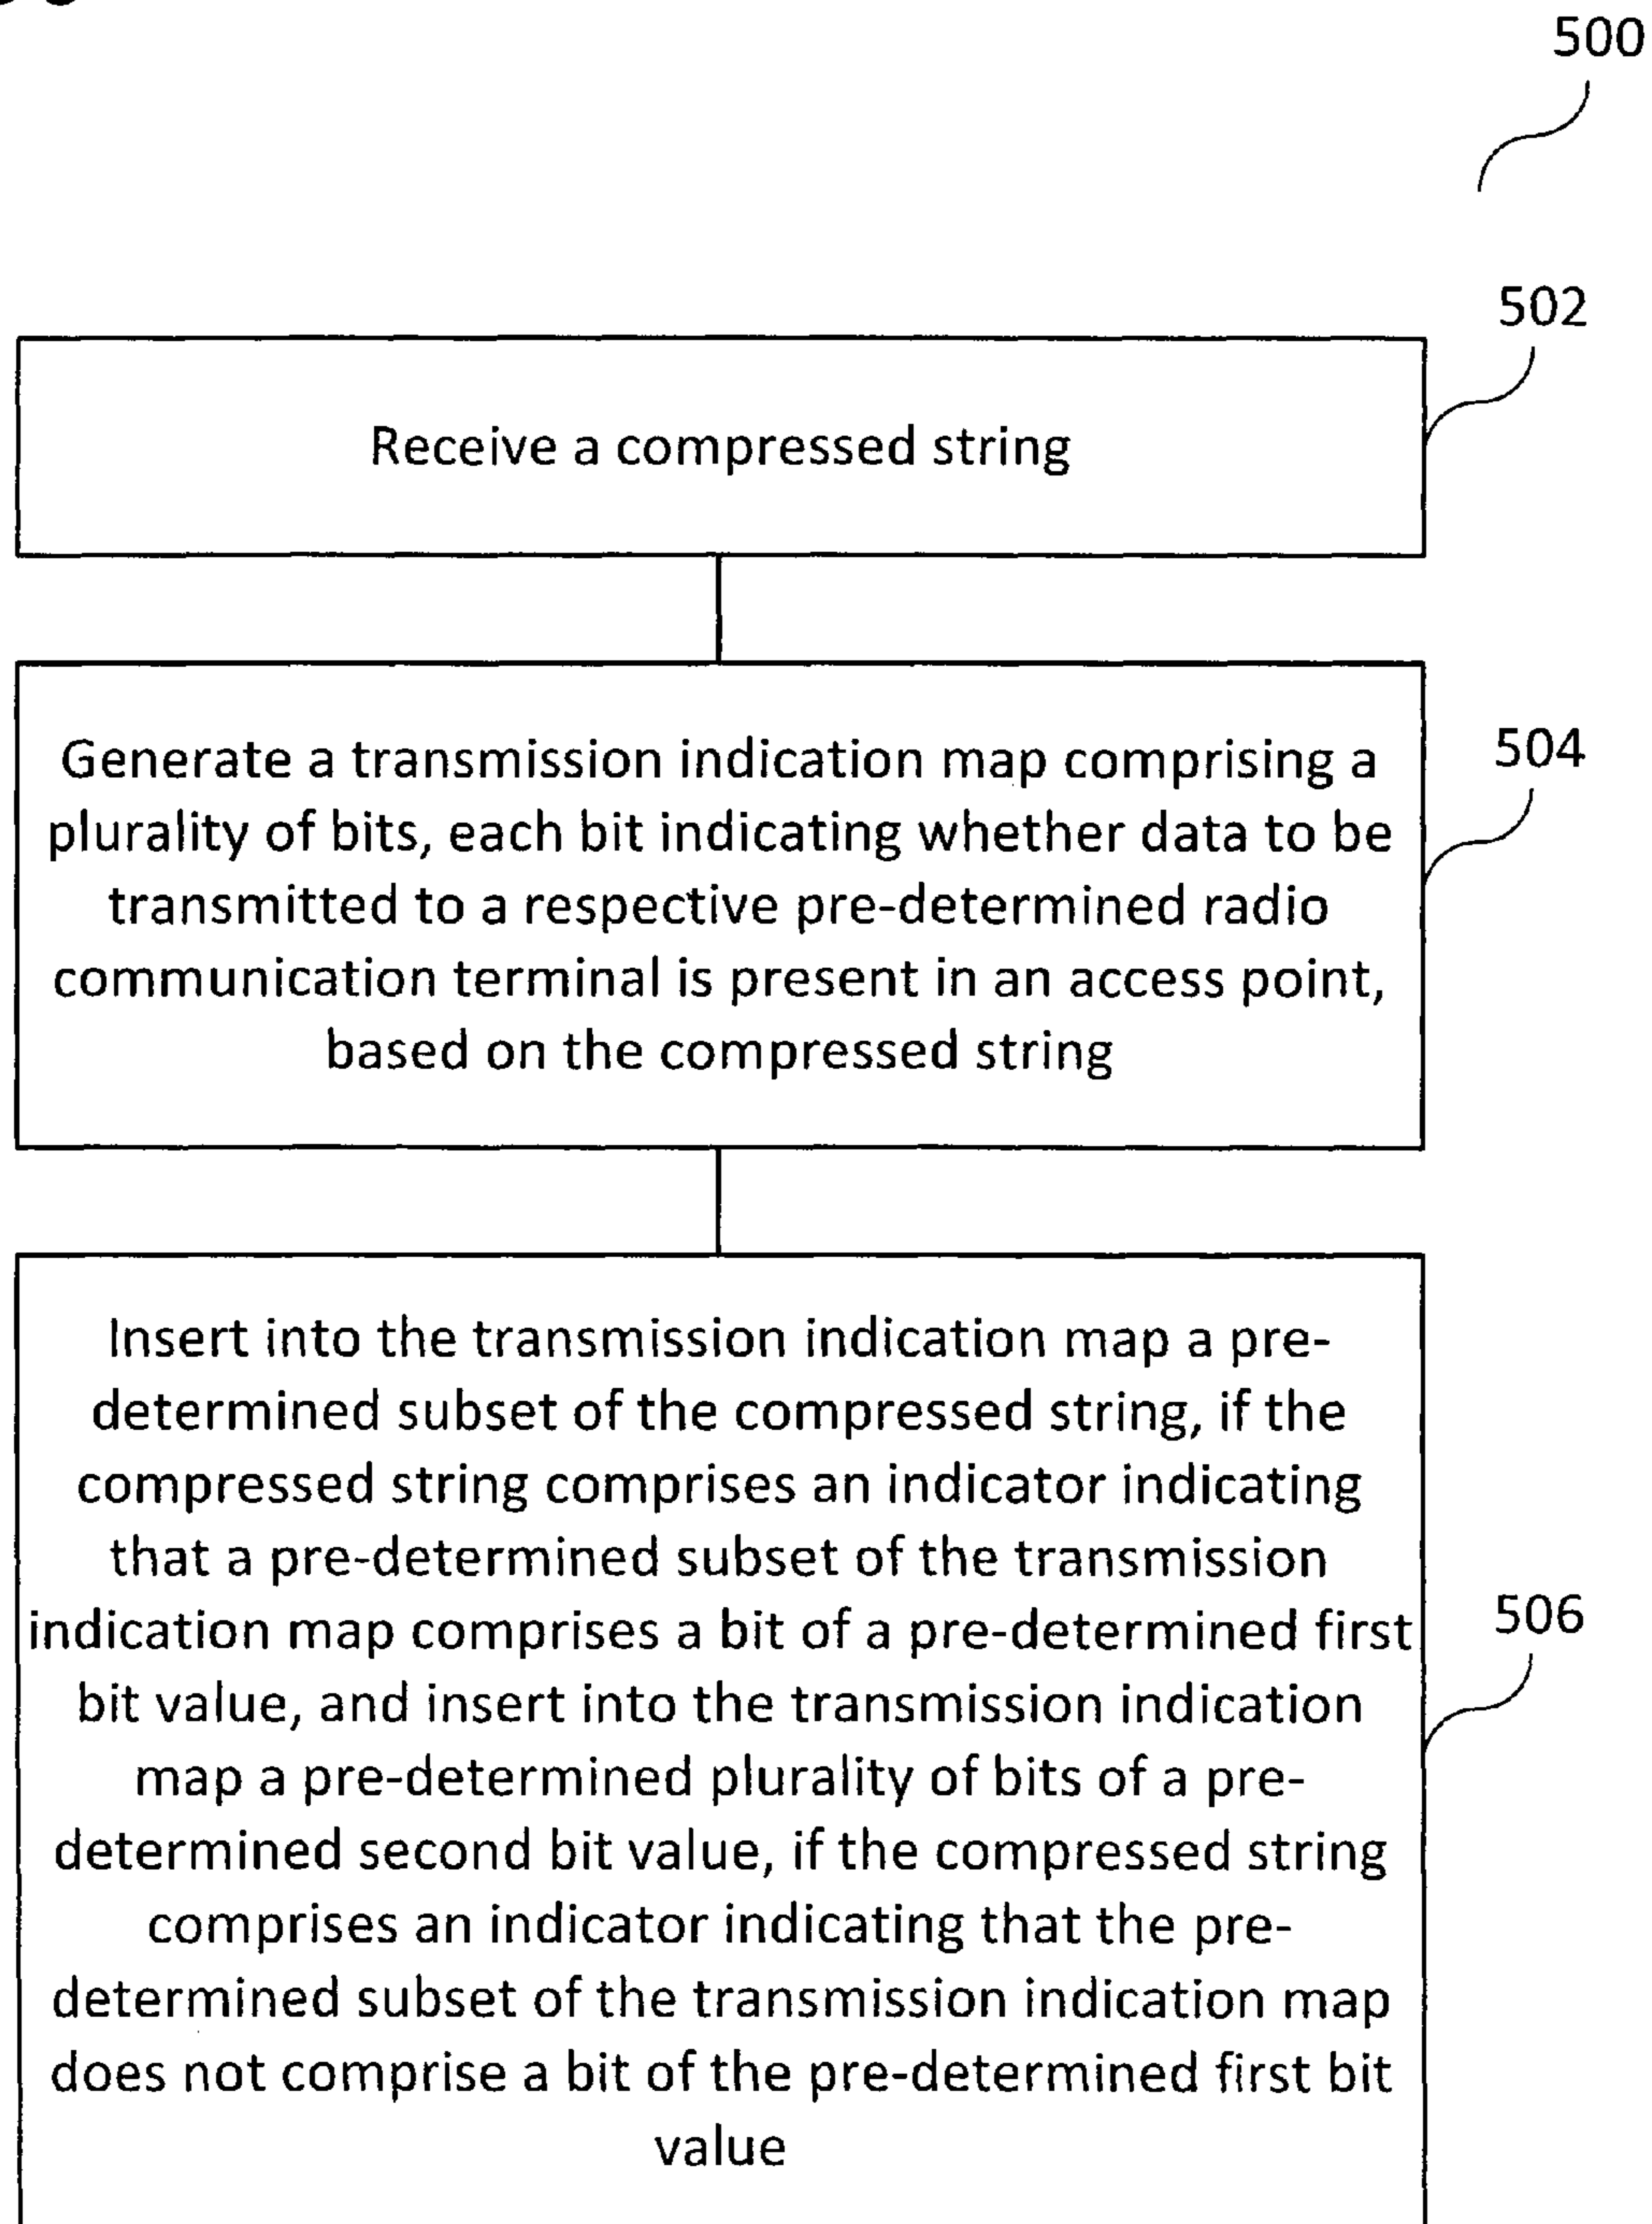 500
502
Receive a compressed string
504
Generate a transmission indication map comprising a
plurality of bits, each bit indicating whether data to be
transmitted to a respective pre-determined radio
communication terminal is present in an access point,
based on the compressed string
506
Insert into the transmission indication map a pre-
determined subset of the compressed string, if the
compressed string comprises an indicator indicating
that a pre-determined subset of the transmission
indication map comprises a bit of a pre-determined first
bit value, and insert into the transmission indication
map a pre-determined plurality of bits of a pre-
determined second bit value, if the compressed string
comprises an indicator indicating that the pre-
determined subset of the transmission indication map
does not comprise a bit of the pre-determined first bit
value